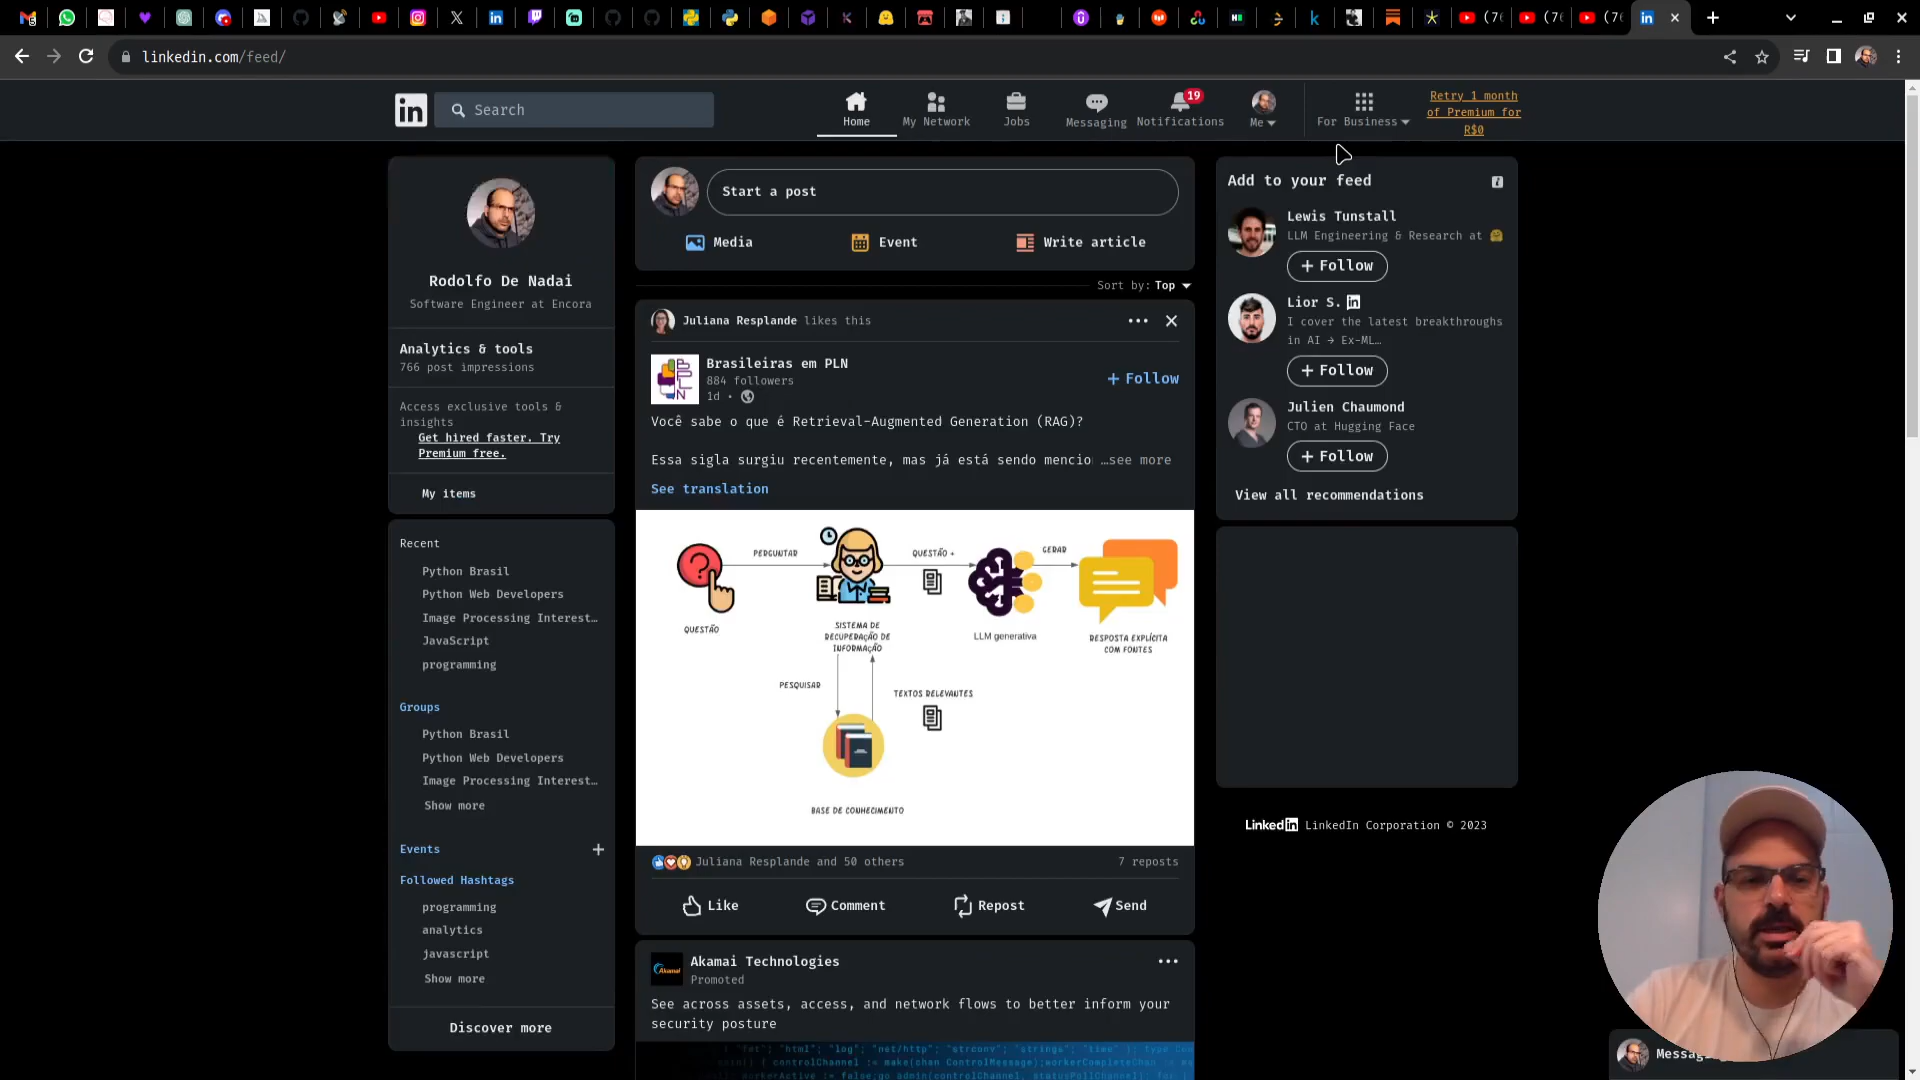 (76
(76
(76
linkedin.com/feed/
Search
Home
My Network
Jobs
Messaging
19
Notifications
Me
For Business
Retry 1 month
of Premium for
R$0
Rodolfo De Nadai
Software Engineer at Encora
Analytics & tools
766 post impressions
Access exclusive tools &
insights
Get hired faster. Try
Premium free.
My items
Recent
Python Brasil
Python Web Developers
Image Processing Interest…
JavaScript
programming
Groups
Python Brasil
Python Web Developers
Image Processing Interest…
Show more
Events
Followed Hashtags
programming
analytics
javascript
Show more
Discover more
Start a post
Media
Event
Write article
Sort by: Top
Juliana Resplande likes this
Brasileiras em PLN
884 followers
1d •
+ Follow
Você sabe o que é Retrieval-Augmented Generation (RAG)?
Essa sigla surgiu recentemente, mas já está sendo mencio …see more
See translation
PERGUNTAR
QUESTÃO +
GERAR
QUESTÃO
SISTEMA DE
RECUPERAÇÃO DE
INFORMAÇÃO
LLM generativa
RESPOSTA EXPLÍCITA
COM FONTES
PESQUISAR
TEXTOS RELEVANTES
BASE DE CONHECIMENTO
Juliana Resplande and 50 others
7 reposts
Like
Comment
Repost
Send
Akamai Technologies
Promoted
See across assets, access, and network flows to better inform your
security posture
Add to your feed
Lewis Tunstall
LLM Engineering & Research at 🤗
+ Follow
Lior S.
I cover the latest breakthroughs
in AI → Ex-ML…
+ Follow
Julien Chaumond
CTO at Hugging Face
+ Follow
View all recommendations
LinkedIn LinkedIn Corporation © 2023